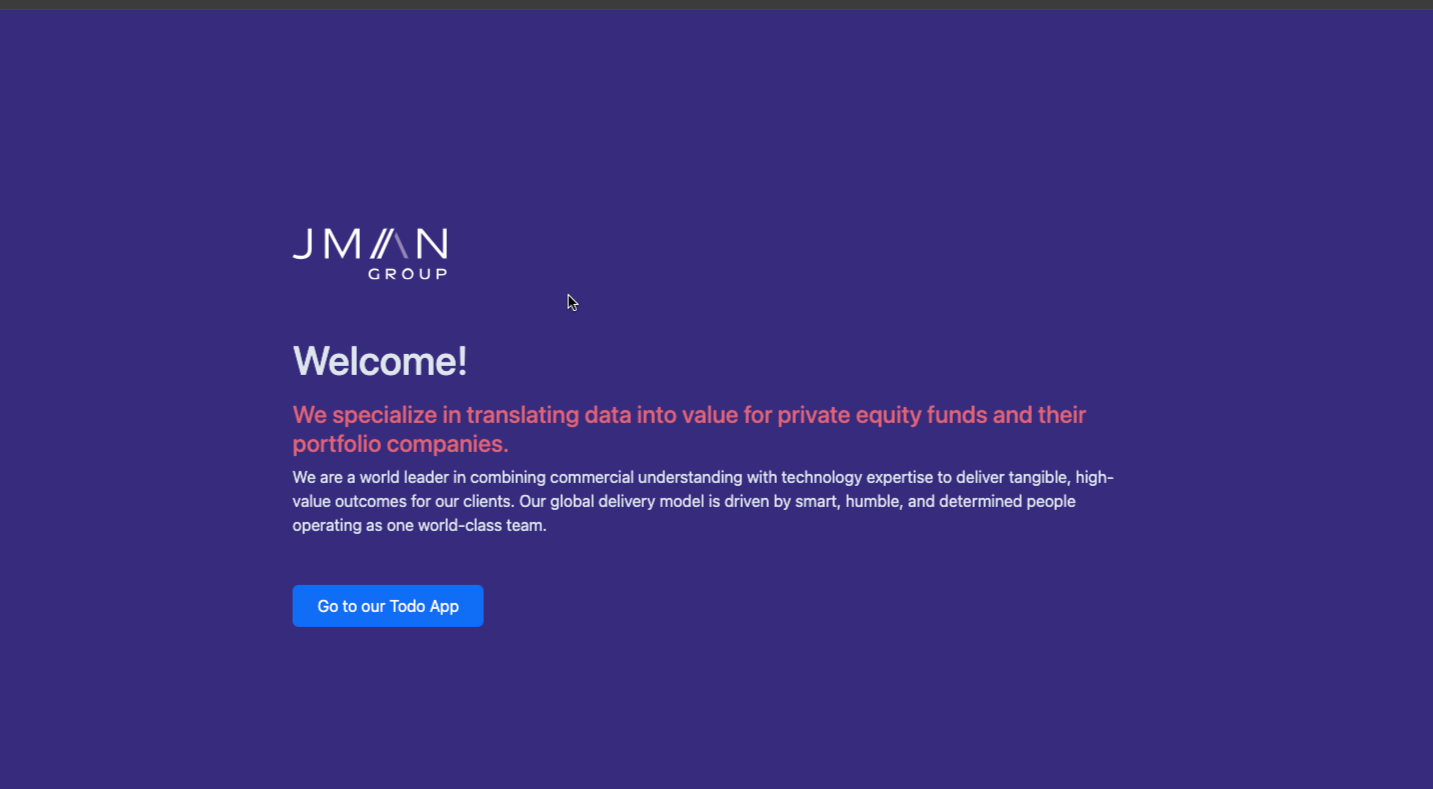 JMAN
GROUP
Welcome!
We specialize in translating data into value for private equity funds and their
portfolio companies.
We are a world leader in combining commercial understanding with technology expertise to deliver tangible, high-
value outcomes for our clients. Our global delivery model is driven by smart, humble, and determined people
operating as one world-class team.
Go to our Todo App